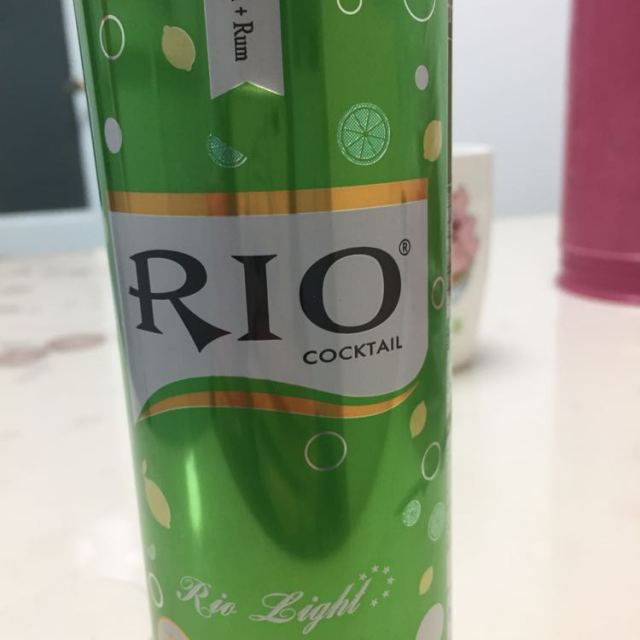 + Rum
RIO®
COCKTAIL
Rio Light